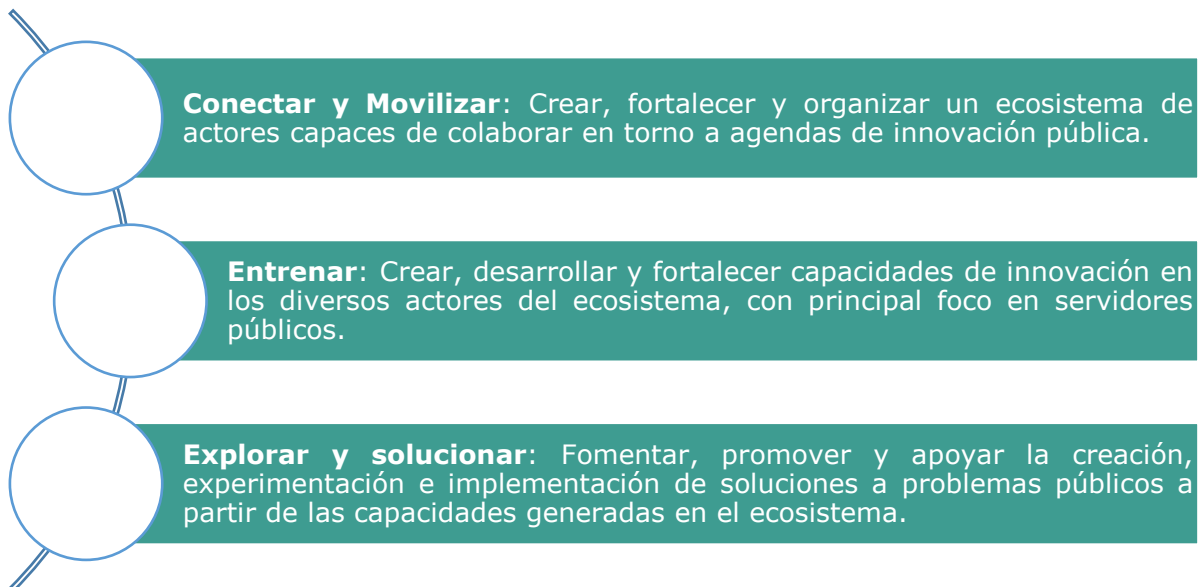 Conectar y Movilizar: Crear, fortalecer y organizar un ecosistema de
actores capaces de colaborar en torno a agendas de innovación pública.
Entrenar: Crear, desarrollar y fortalecer capacidades de innovación en
los diversos actores del ecosistema, con principal foco en servidores
públicos.
Explorar y solucionar: Fomentar, promover y apoyar la creación,
experimentación e implementación de soluciones a problemas públicos a
partir de las capacidades generadas en el ecosistema.